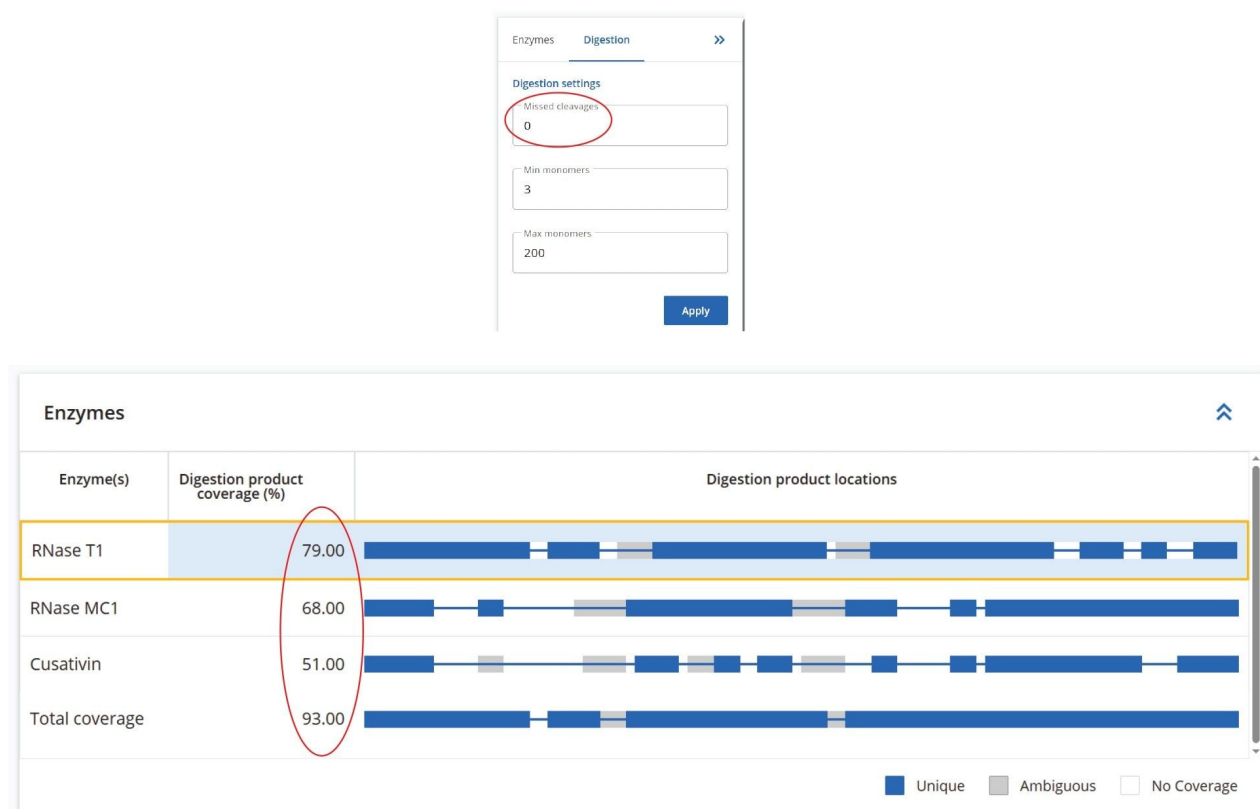 Enzymes Digestion
Digestion settings
Missed cleavages
0
Min monomers
3
Max monomers
200
Apply
Enzymes
Enzyme(s) Digestion product coverage (%) Digestion product locations
RNase T1 79.00
RNase MC1 68.00
Cusativin 51.00
Total coverage 93.00
Unique Ambiguous No Coverage